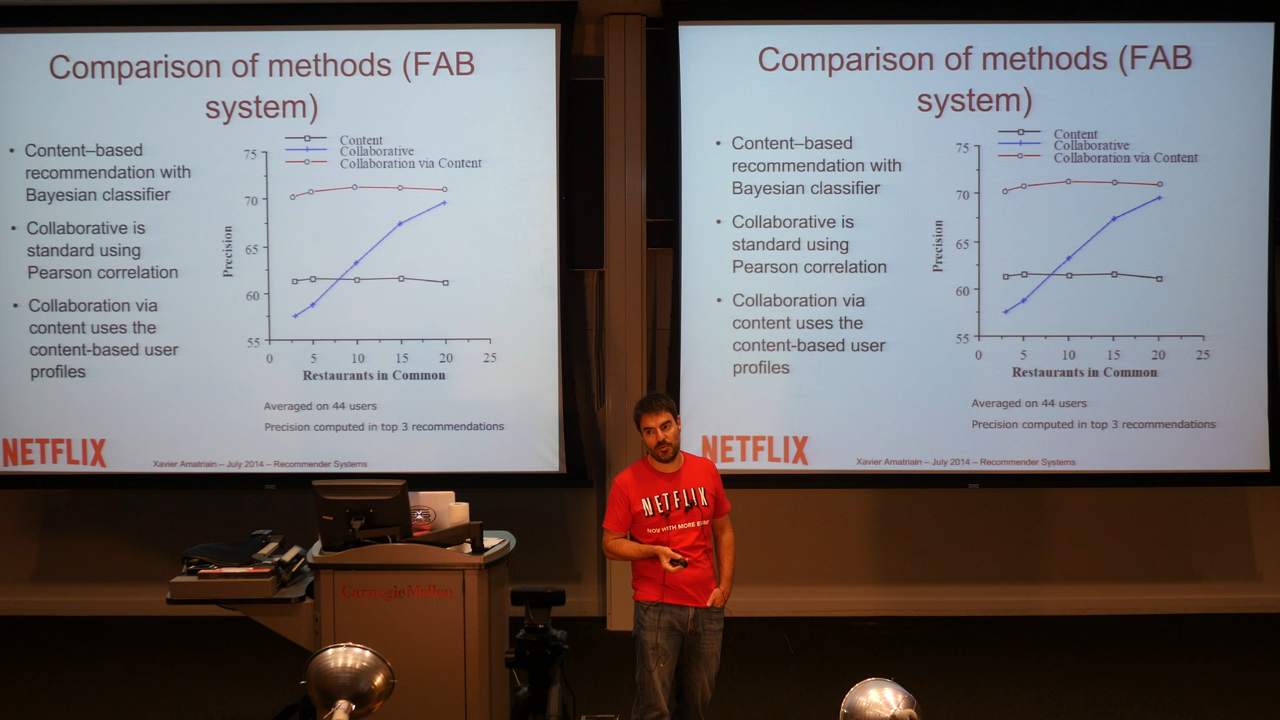 Comparison of methods (FAB
system)
• Content–based
recommendation with
Bayesian classifier
• Collaborative is
standard using
Pearson correlation
• Collaboration via
content uses the
content-based user
profiles
Content
Collaborative
Collaboration via Content
75
70
65
60
55
Precision
0 5 10 15 20 25
Restaurants in Common
Averaged on 44 users
Precision computed in top 3 recommendations
NETFLIX
Xavier Amatriain – July 2014 – Recommender Systems
Comparison of methods (FAB
system)
• Content–based
recommendation with
Bayesian classifier
• Collaborative is
standard using
Pearson correlation
• Collaboration via
content uses the
content-based user
profiles
Content
Collaborative
Collaboration via Content
75
70
65
60
55
Precision
0 5 10 15 20 25
Restaurants in Common
Averaged on 44 users
Precision computed in top 3 recommendations
NETFLIX
Xavier Amatriain – July 2014 – Recommender Systems
NETFLIX
NOW WITH MORE
Carnegie Mellon